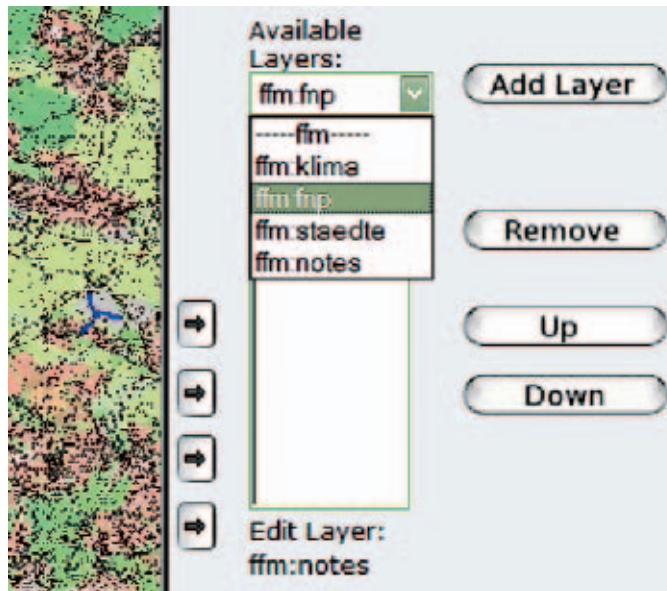 Available
Layers:
ffm:fnp
Add Layer
-----ffm-----
ffm:klima
ffm:fnp
ffm:staedte
ffm:notes
Remove
Up
Down
Edit Layer:
ffm:notes